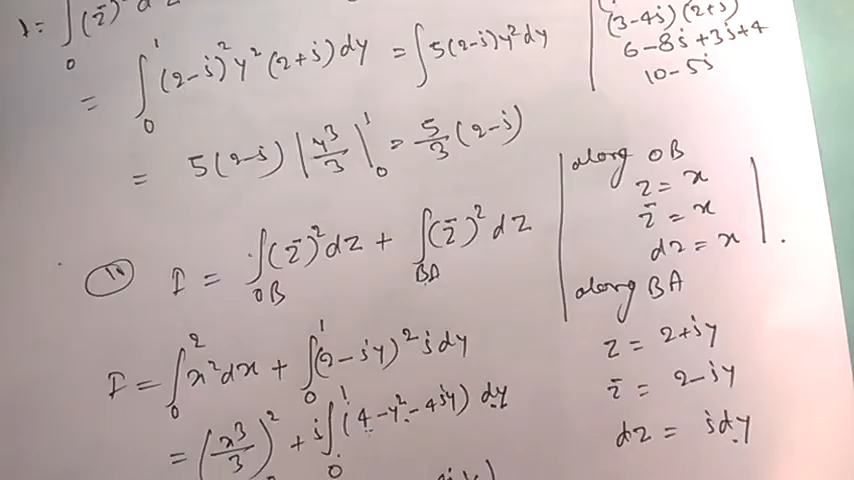 I = ∫₀ (z̄)² dz
= ∫₀¹ (2-i)² y² (2+i) dy = ∫ 5(2-i) y² dy
(3-4i)(2+i)
6-8i+3i+4
10-5i
= 5(2-i) | y³/3 |₀¹ = 5/3 (2-i)
along OB
z = x
z̄ = x
dz = x
(ii) I = ∫_OB (z̄)² dz + ∫_BA (z̄)² dz
along BA
z = 2+iy
z̄ = 2-iy
dz = idy
I = ∫₀² x² dx + ∫₀¹ (2-iy)² i dy
= (x³/3)² + i ∫₀¹ (4-y²-4iy) dy